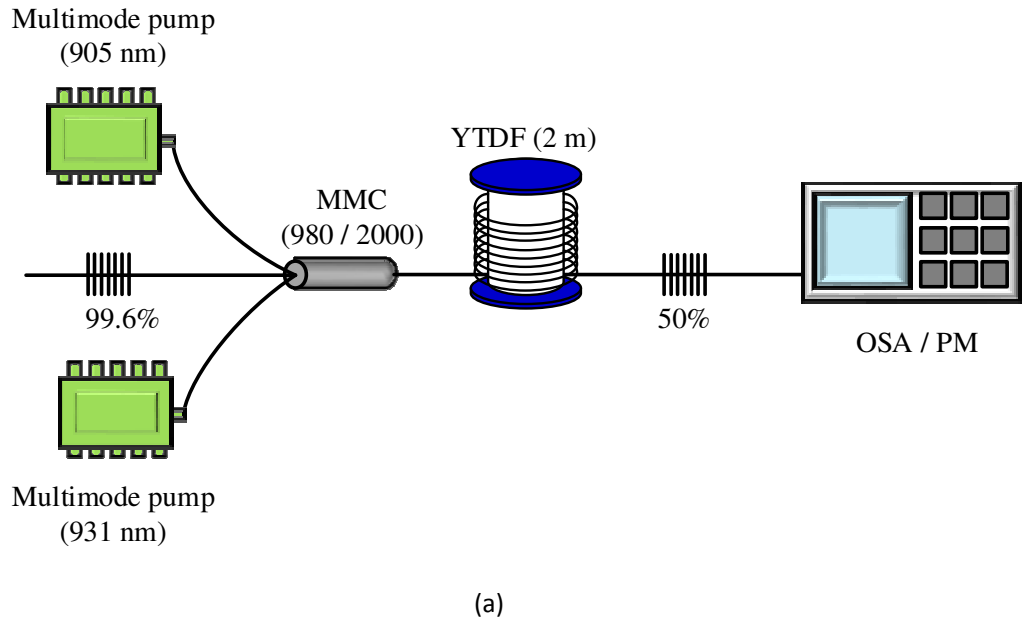 Multimode pump
(905 nm)
YTDF (2 m)
MMC
(980 / 2000)
99.6%
50%
OSA / PM
Multimode pump
(931 nm)
(a)